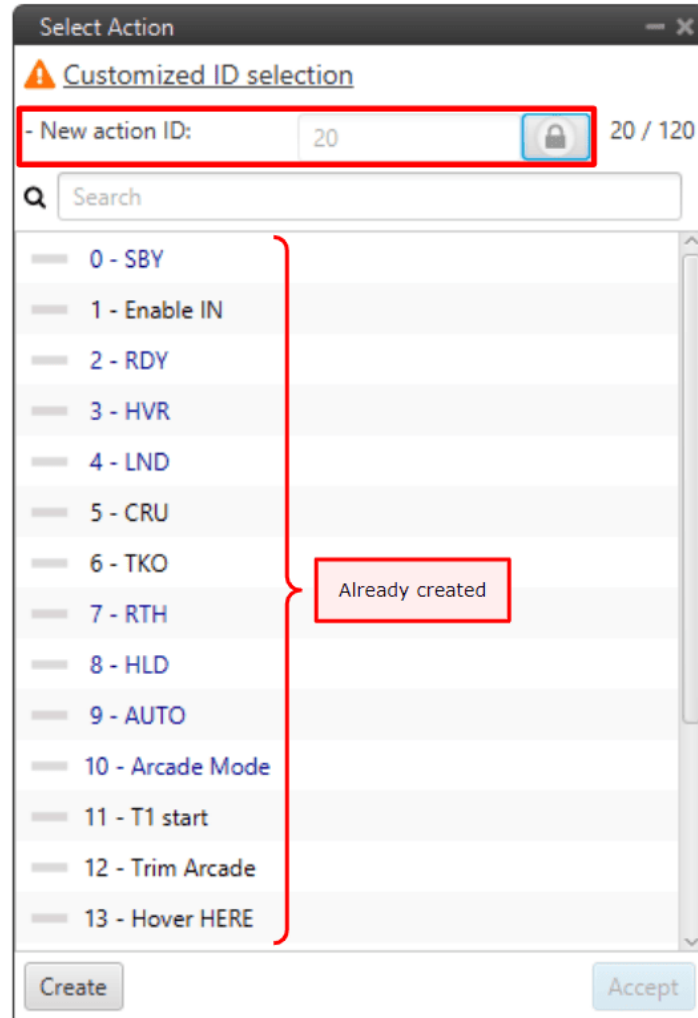 Select Action
Customized ID selection
- New action ID: 20 20 / 120
Search
0 - SBY
1 - Enable IN
2 - RDY
3 - HVR
4 - LND
5 - CRU
6 - TKO
Already created
7 - RTH
8 - HLD
9 - AUTO
10 - Arcade Mode
11 - T1 start
12 - Trim Arcade
13 - Hover HERE
Create Accept